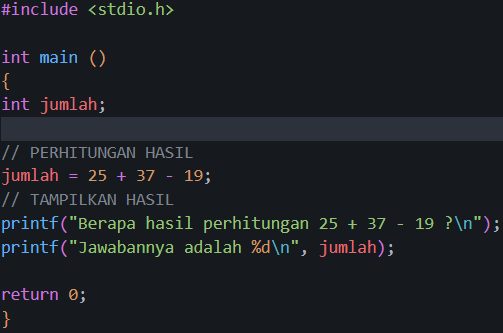 #include <stdio.h>
int main ()
{
int jumlah;
// PERHITUNGAN HASIL
jumlah = 25 + 37 - 19;
// TAMPILKAN HASIL
printf("Berapa hasil perhitungan 25 + 37 - 19 ?\n");
printf("Jawabannya adalah %d\n", jumlah);
return 0;
}